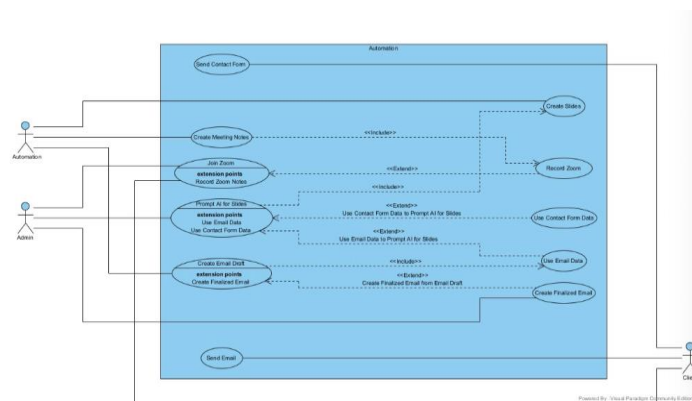 Automation
Send Contact Form
Create Slides
<<Include>>
Create Meeting Notes
Automation
Join Zoom
extension points
Record Zoom Notes
<<Extend>>
Record Zoom
<<Include>>
Prompt AI for Slides
extension points
Use Email Data
Use Contact Form Data
<<Extend>>
Use Contact Form Data to Prompt AI for Slides
Use Contact Form Data
Admin
<<Extend>>
Use Email Data to Prompt AI for Slides
Create Email Draft
extension points
Create Finalized Email
<<Include>>
Use Email Data
<<Extend>>
Create Finalized Email from Email Draft
Create Finalized Email
Send Email
Clie
Powered By Visual Paradigm Community Edition